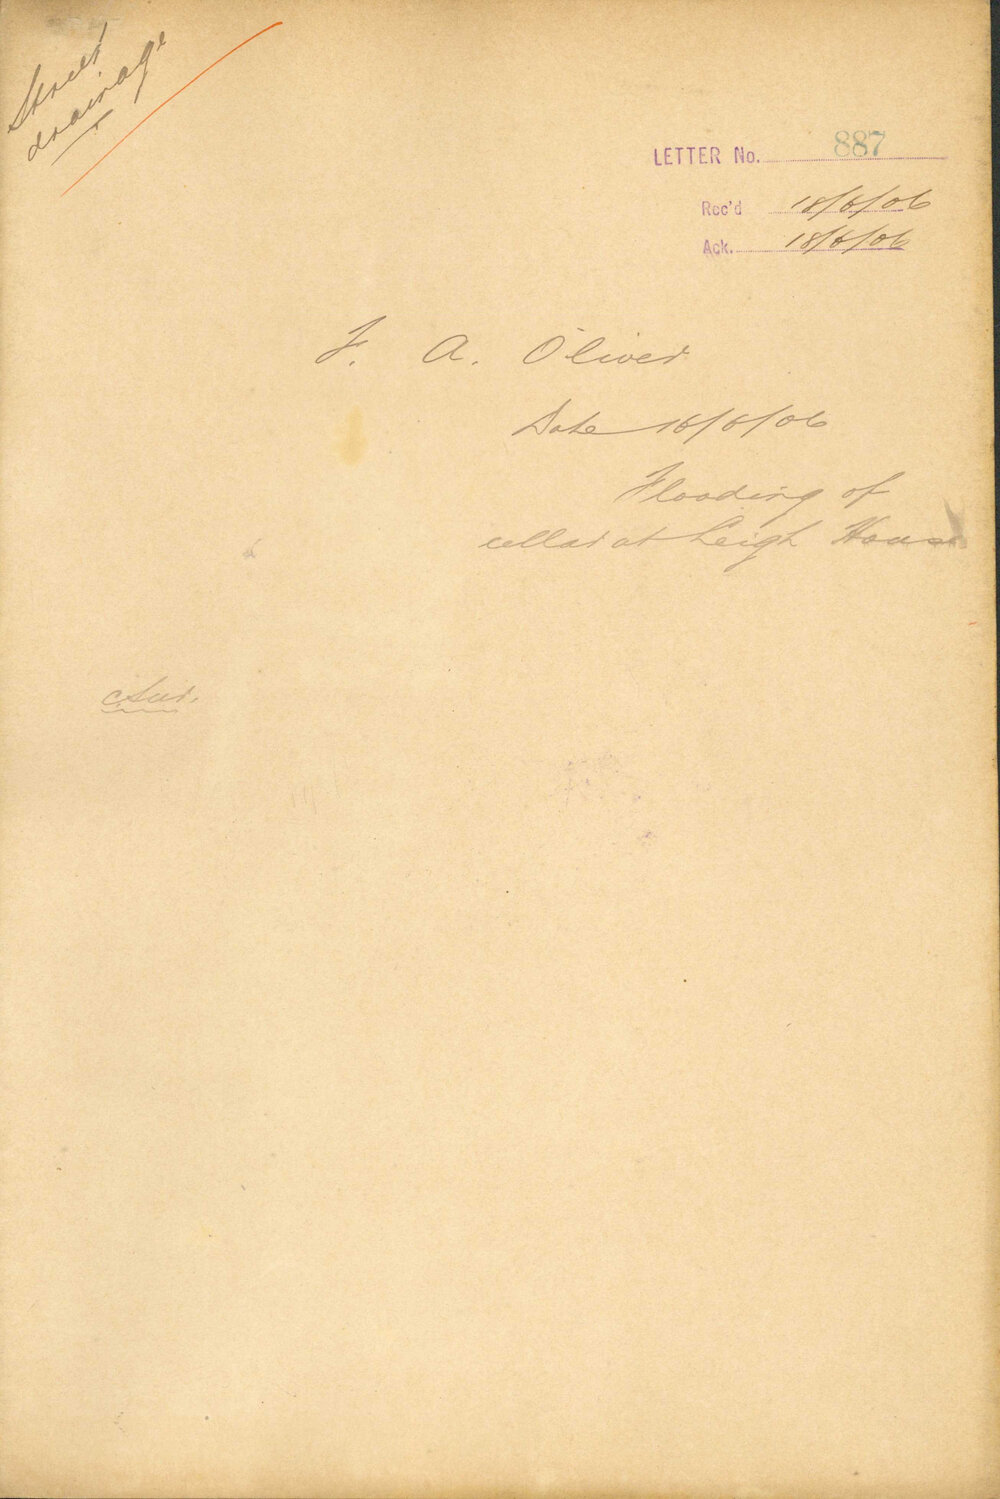 Street
drainage
LETTER No. 887
Rec'd 18/6/06
Ack. 18/6/06
F. A. Oliver
Date 16/6/06
Flooding of
cellar at Leigh House